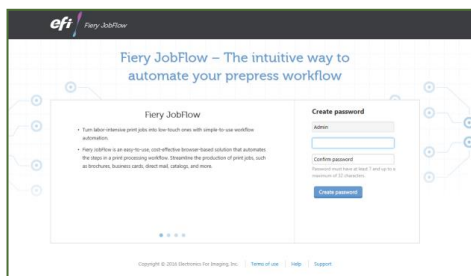 efi Fiery JobFlow
Fiery JobFlow – The intuitive way to
automate your prepress workflow
Fiery JobFlow
• Turn labor-intensive print jobs into low-touch ones with simple-to-use workflow
automation.
• Fiery JobFlow is an easy-to-use, cost-effective browser-based solution that automates
the steps in a print processing workflow. Streamline the production of print jobs, such
as brochures, business cards, direct mail, catalogs, and more.
Create password
Admin
Confirm password
Password must have at least 7 and up to a
maximum of 32 characters
Create password
Copyright © 2016 Electronics For Imaging, Inc. Terms of use Help Support